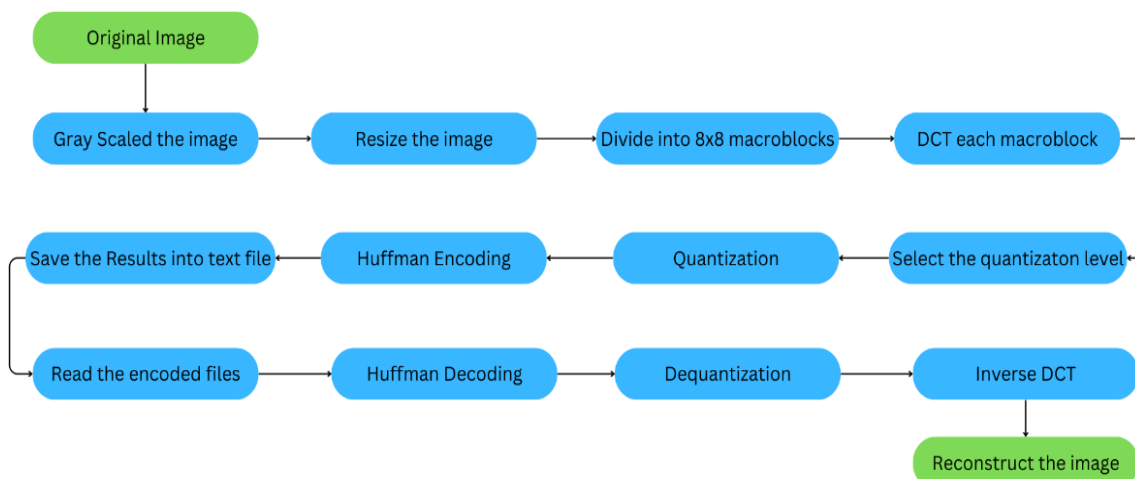 Original Image
Gray Scaled the image
Resize the image
Divide into 8x8 macroblocks
DCT each macroblock
Save the Results into text file
Huffman Encoding
Quantization
Select the quantizaton level
Read the encoded files
Huffman Decoding
Dequantization
Inverse DCT
Reconstruct the image